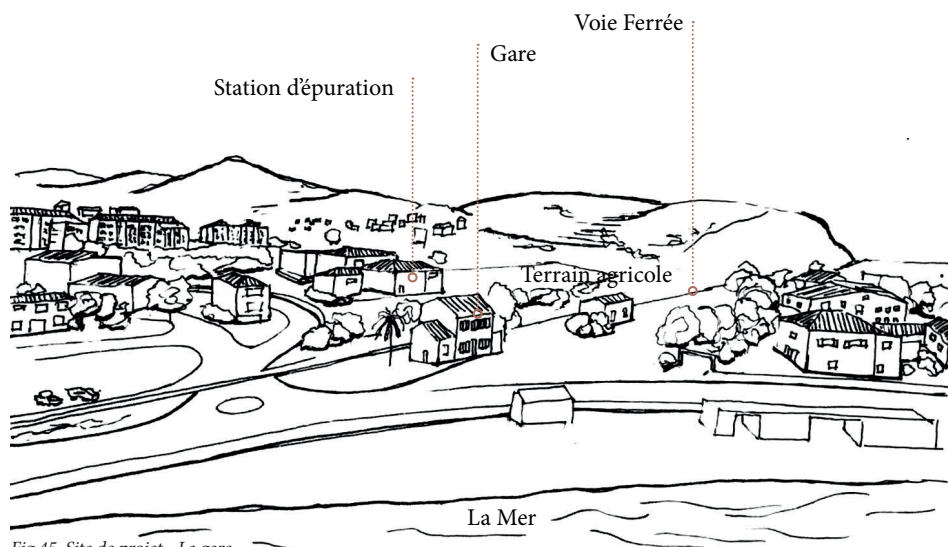 Voie Ferrée
Gare
Station d'épuration
Terrain agricole
La Mer
Fig 45. Site de projet - La gare